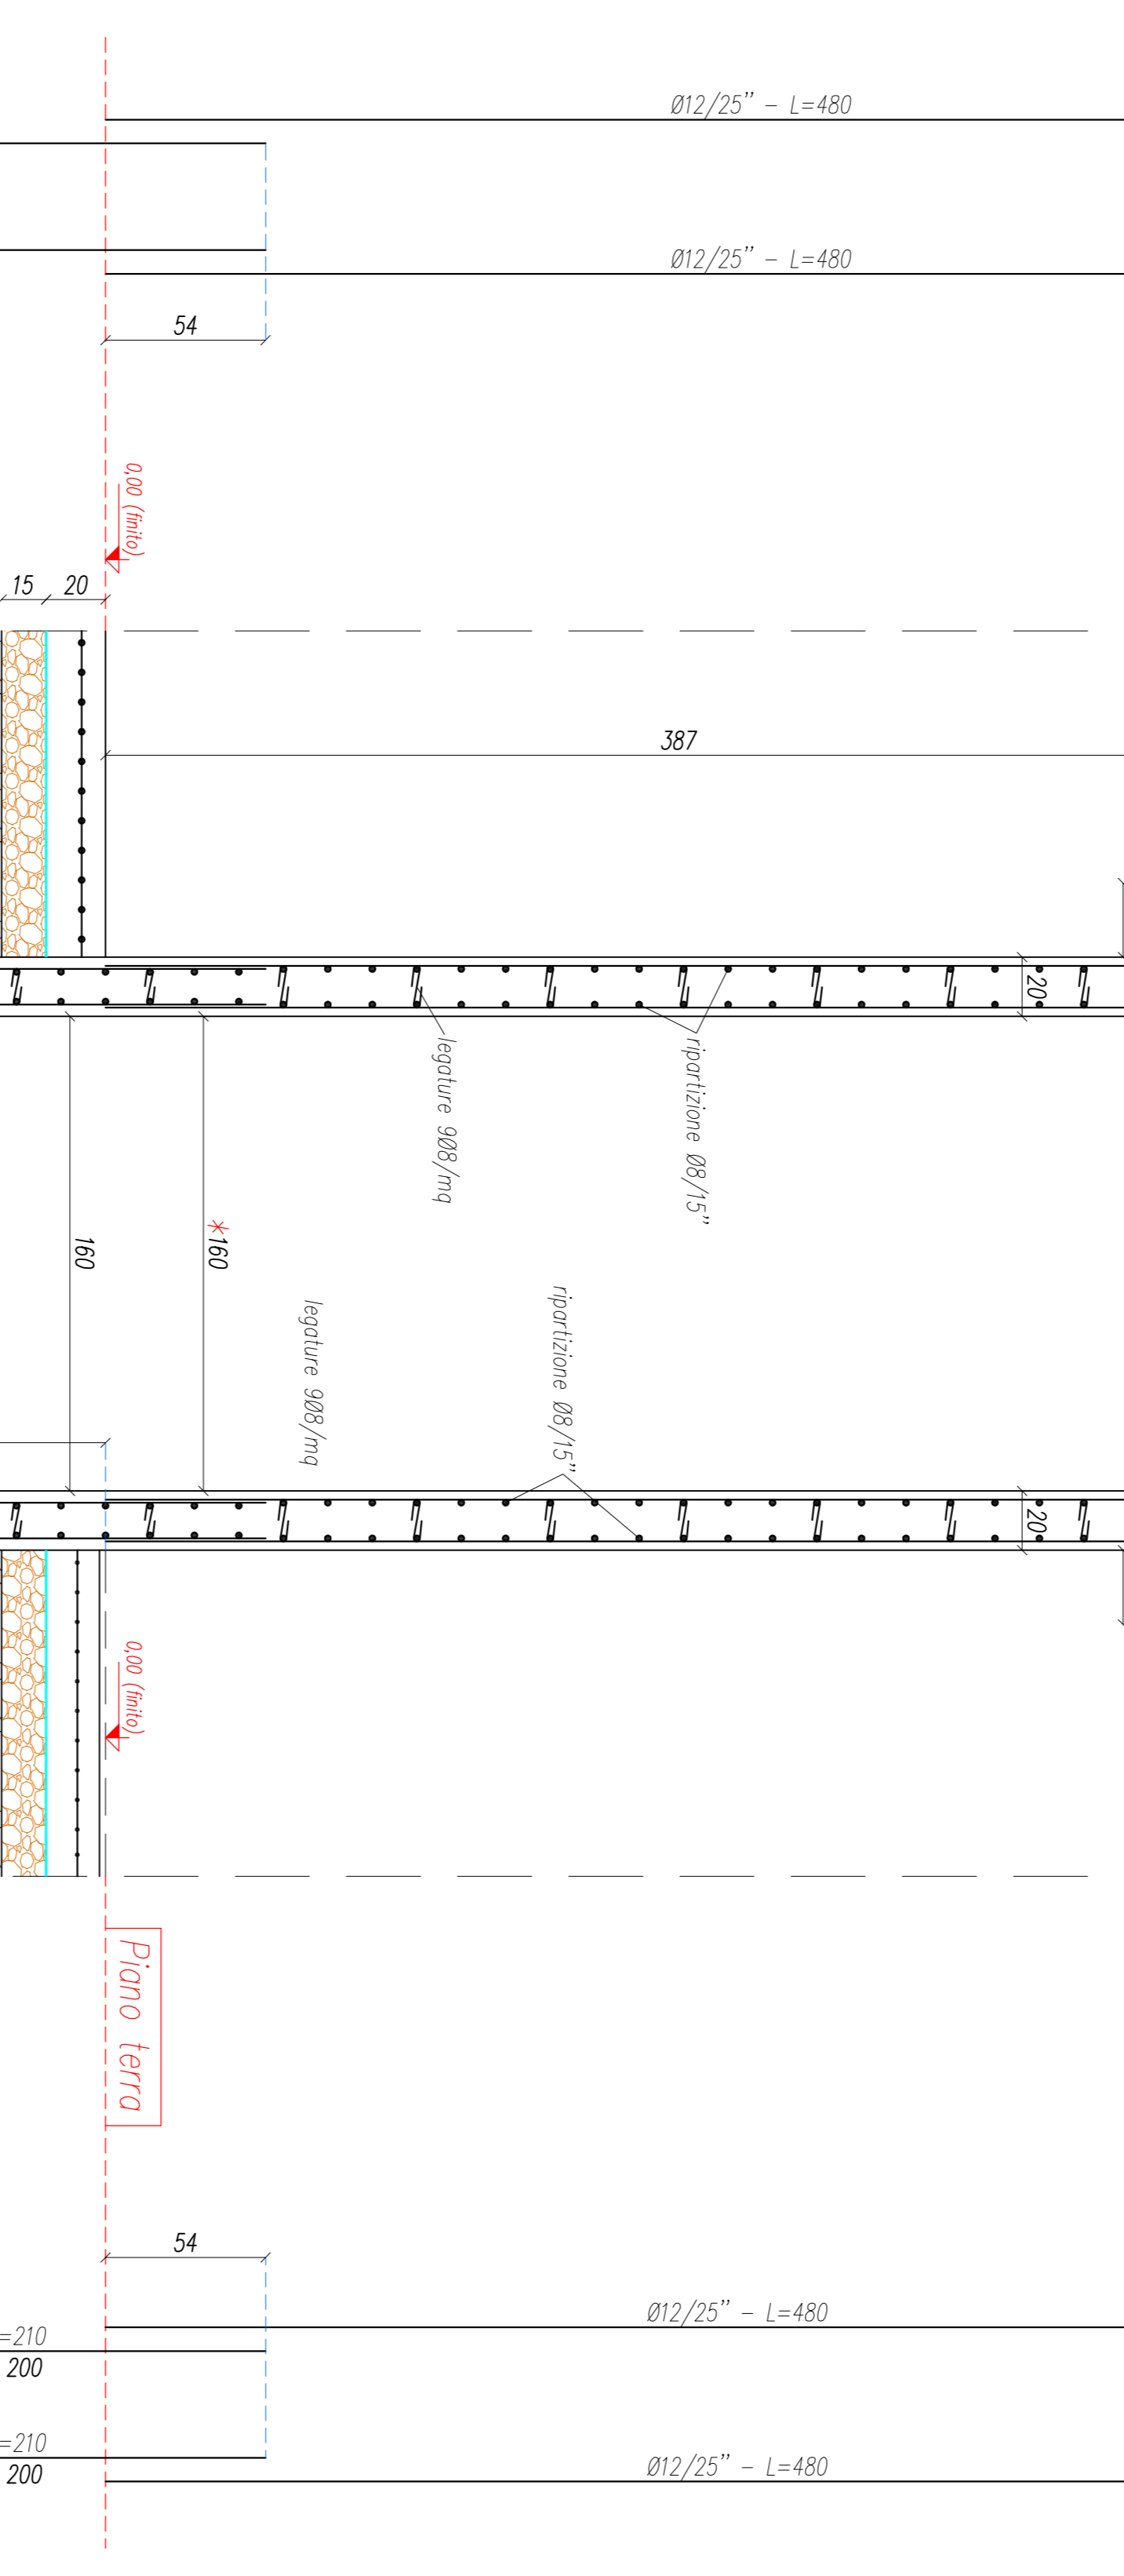 Ø12/25” - L=480
Ø12/25” - L=480
54
0,00 (finito)
15
20
387
20
ripartizione Ø8/15”
legature 9Ø8/mq
*160
160
ripartizione Ø8/15”
legature 9Ø8/mq
20
0,00 (finito)
Piano terra
54
Ø12/25” - L=480
=210
200
=210
200
Ø12/25” - L=480